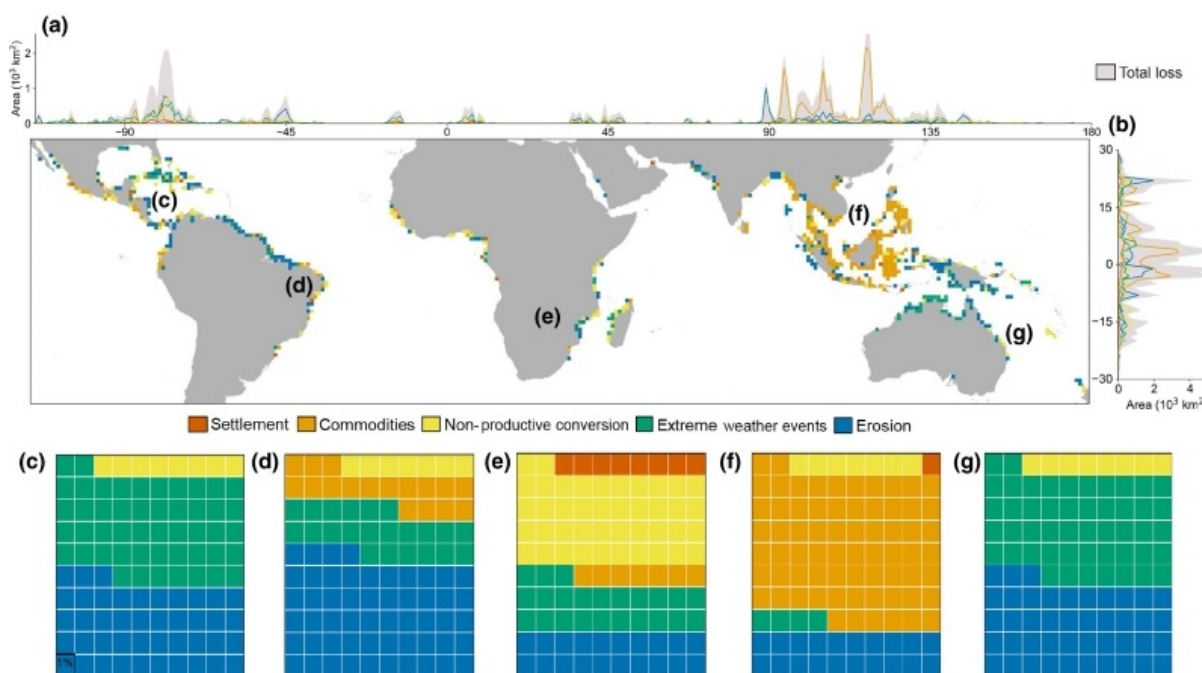 (a)
Area (10³ km²)
2
1
0
−90 −45 0 45 90 135 180
Total loss
(b)
30
15
0
−15
−30
0 2 4
Area (10³ km²)
(c)
(d)
(e)
(f)
(g)
Settlement Commodities Non-productive conversion Extreme weather events Erosion
(c) (d) (e) (f) (g)
1%